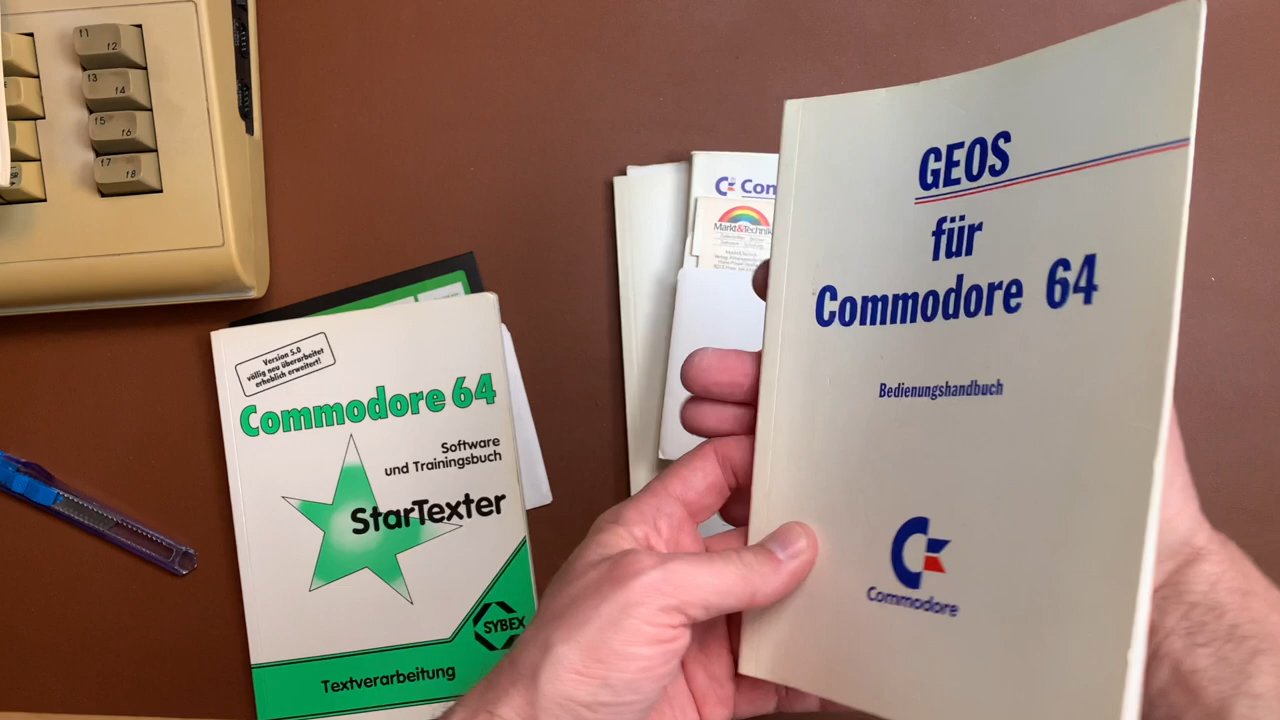 f1
f2
f3
f4
f5
f6
f7
f8
Version 5.0
völlig neu überarbeitet
erheblich erweitert!
Commodore 64
Software
und Trainingsbuch
StarTexter
SYBEX
Textverarbeitung
Com
Markt&Technik
GEOS
für
Commodore 64
Bedienungshandbuch
Commodore